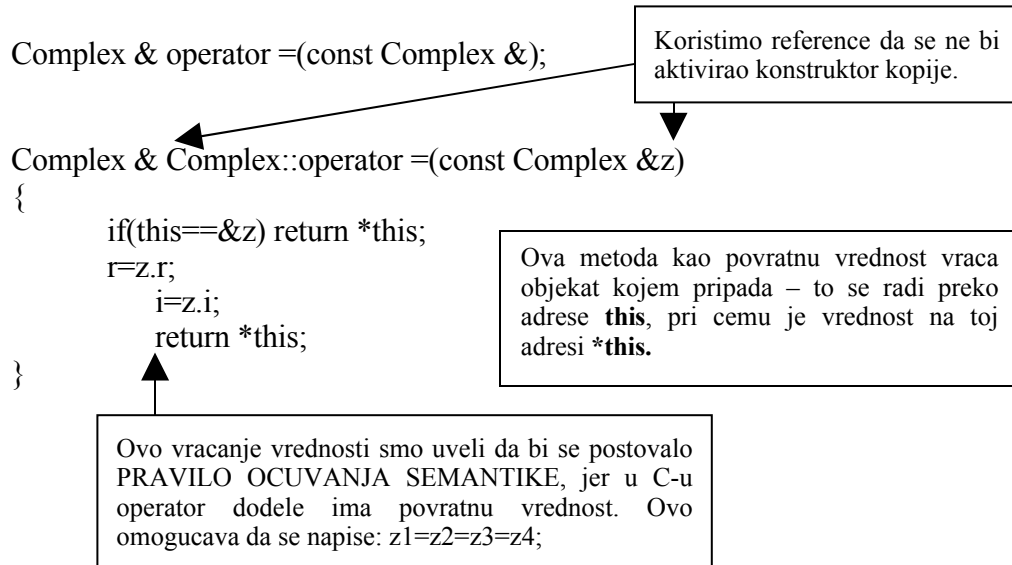 Complex & operator =(const Complex &);
Koristimo reference da se ne bi
aktivirao konstruktor kopije.
Complex & Complex::operator =(const Complex &z)
{
if(this==&z) return *this;
r=z.r;
i=z.i;
return *this;
}
Ova metoda kao povratnu vrednost vraca
objekat kojem pripada – to se radi preko
adrese this, pri cemu je vrednost na toj
adresi *this.
Ovo vracanje vrednosti smo uveli da bi se postovalo
PRAVILO OCUVANJA SEMANTIKE, jer u C-u
operator dodele ima povratnu vrednost. Ovo
omogucava da se napise: z1=z2=z3=z4;